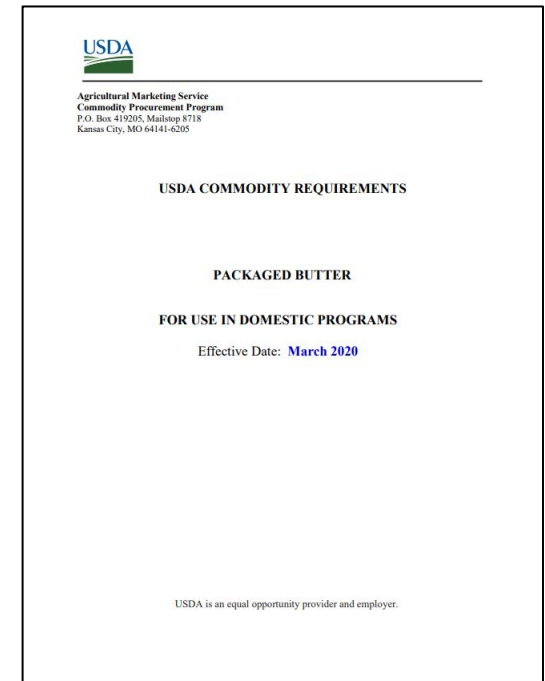 USDA
Agricultural Marketing Service
Commodity Procurement Program
P.O. Box 419205, Mailstop 8718
Kansas City, MO 64141-6205
USDA COMMODITY REQUIREMENTS
PACKAGED BUTTER
FOR USE IN DOMESTIC PROGRAMS
Effective Date: March 2020
USDA is an equal opportunity provider and employer.